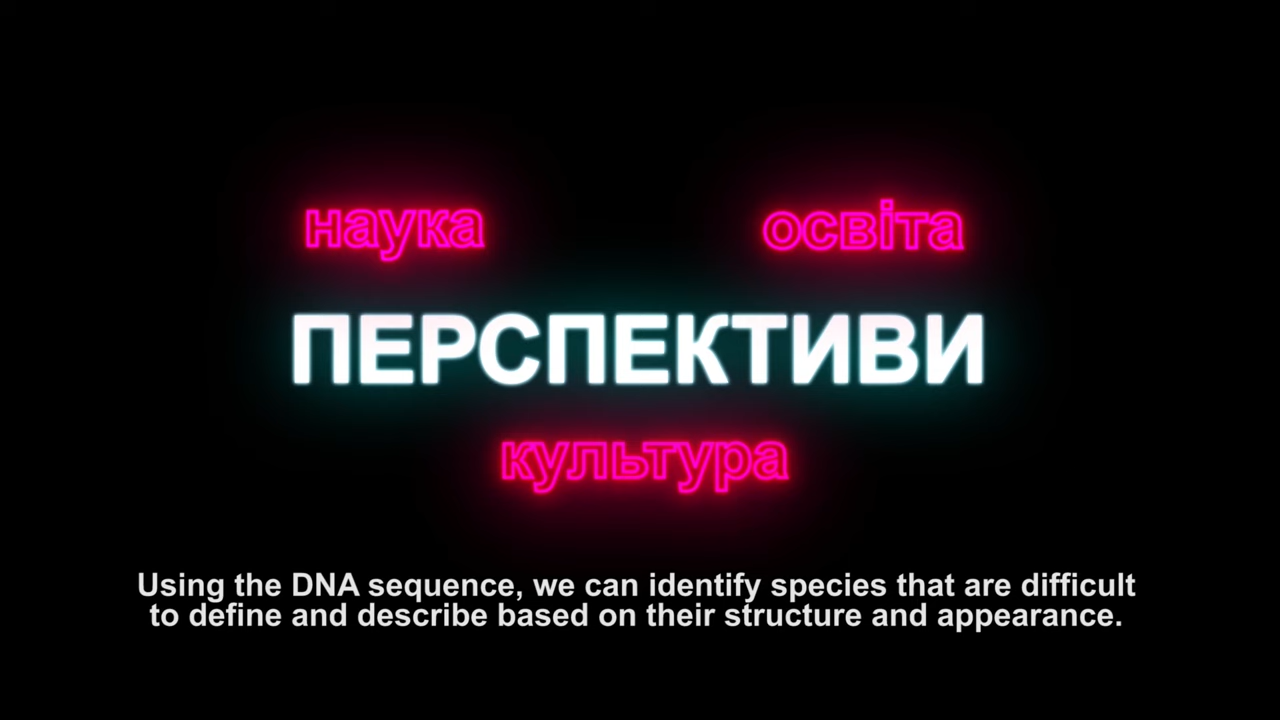 наука
освіта
ПЕРСПЕКТИВИ
культура
Using the DNA sequence, we can identify species that are difficult
to define and describe based on their structure and appearance.